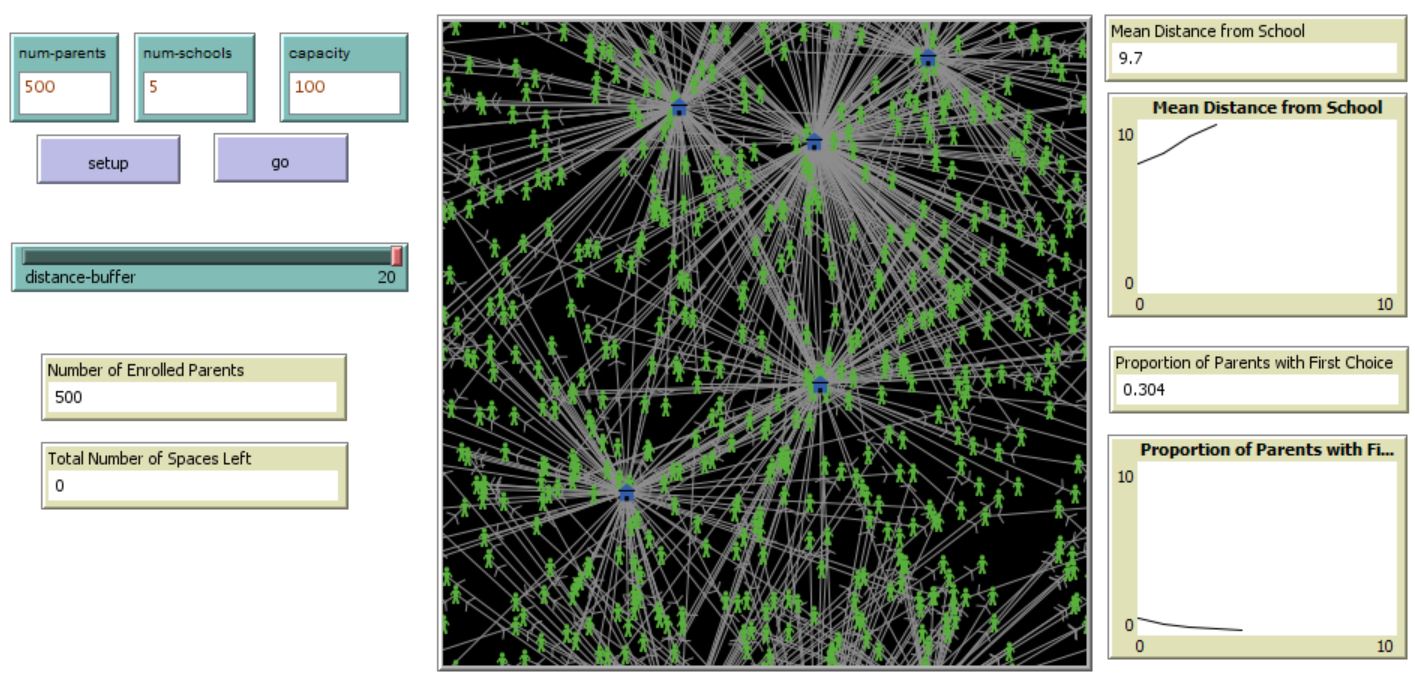 num-parents
500
num-schools
5
capacity
100
setup
go
distance-buffer
20
Number of Enrolled Parents
500
Total Number of Spaces Left
0
Mean Distance from School
9.7
Mean Distance from School
10
0
0
10
Proportion of Parents with First Choice
0.304
Proportion of Parents with Fi...
10
0
0
10